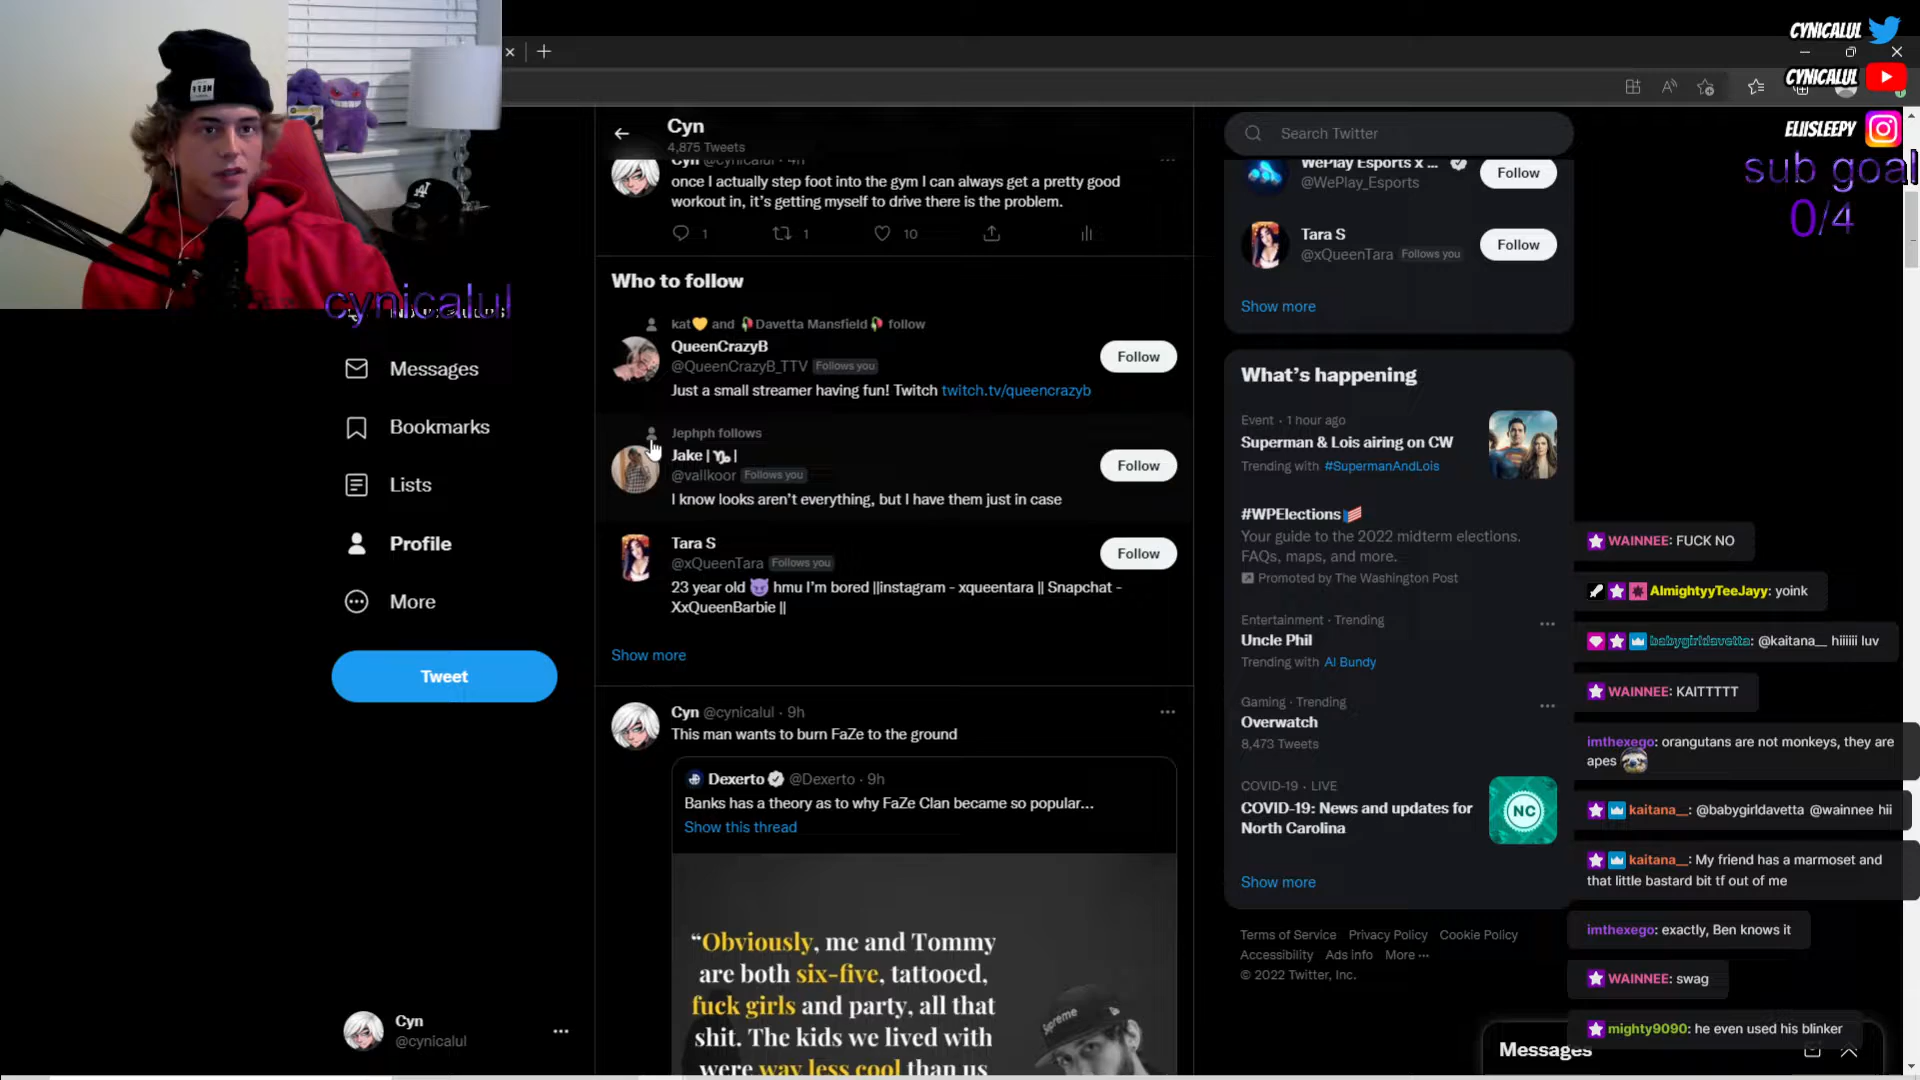 CYNICALUL
CYNICALUL
ELIISLEEPY
sub goal
0/4
NEFF
LA
cynicalul
Messages
Bookmarks
Lists
Profile
More
Tweet
Cyn
@cynicalul
Cyn
4,875 Tweets
Cyn @cynicalul · 4h
once I actually step foot into the gym I can always get a pretty good
workout in, it's getting myself to drive there is the problem.
1 1 10
Who to follow
kat💛 and 🥀Davetta Mansfield🥀 follow
QueenCrazyB
@QueenCrazyB_TTV Follows you
Follow
Just a small streamer having fun! Twitch twitch.tv/queencrazyb
Jephph follows
Jake | ♑ |
@vallkoor Follows you
Follow
I know looks aren't everything, but I have them just in case
Tara S
@xQueenTara Follows you
Follow
23 year old 😈 hmu I'm bored ||instagram - xqueentara || Snapchat -
XxQueenBarbie ||
Show more
Cyn @cynicalul · 9h
This man wants to burn FaZe to the ground
Dexerto @Dexerto · 9h
Banks has a theory as to why FaZe Clan became so popular...
Show this thread
“Obviously, me and Tommy
are both six-five, tattooed,
fuck girls and party, all that
shit. The kids we lived with
were way less cool than us
Supreme
Search Twitter
WePlay Esports x ...
@WePlay_Esports
Follow
Tara S
@xQueenTara Follows you
Follow
Show more
What's happening
Event · 1 hour ago
Superman & Lois airing on CW
Trending with #SupermanAndLois
#WPElections
Your guide to the 2022 midterm elections.
FAQs, maps, and more.
Promoted by The Washington Post
Entertainment · Trending
Uncle Phil
Trending with Al Bundy
Gaming · Trending
Overwatch
8,473 Tweets
COVID-19 · LIVE
COVID-19: News and updates for
North Carolina
NC
Show more
Terms of Service Privacy Policy Cookie Policy
Accessibility Ads info More ···
© 2022 Twitter, Inc.
Messages
WAINNEE: FUCK NO
AlmightyyTeeJayy: yoink
babygirldavetta: @kaitana__ hiiiiii luv
WAINNEE: KAITTTTT
imthexego: orangutans are not monkeys, they are
apes
kaitana__: @babygirldavetta @wainnee hii
kaitana__: My friend has a marmoset and
that little bastard bit tf out of me
imthexego: exactly, Ben knows it
WAINNEE: swag
mighty9090: he even used his blinker